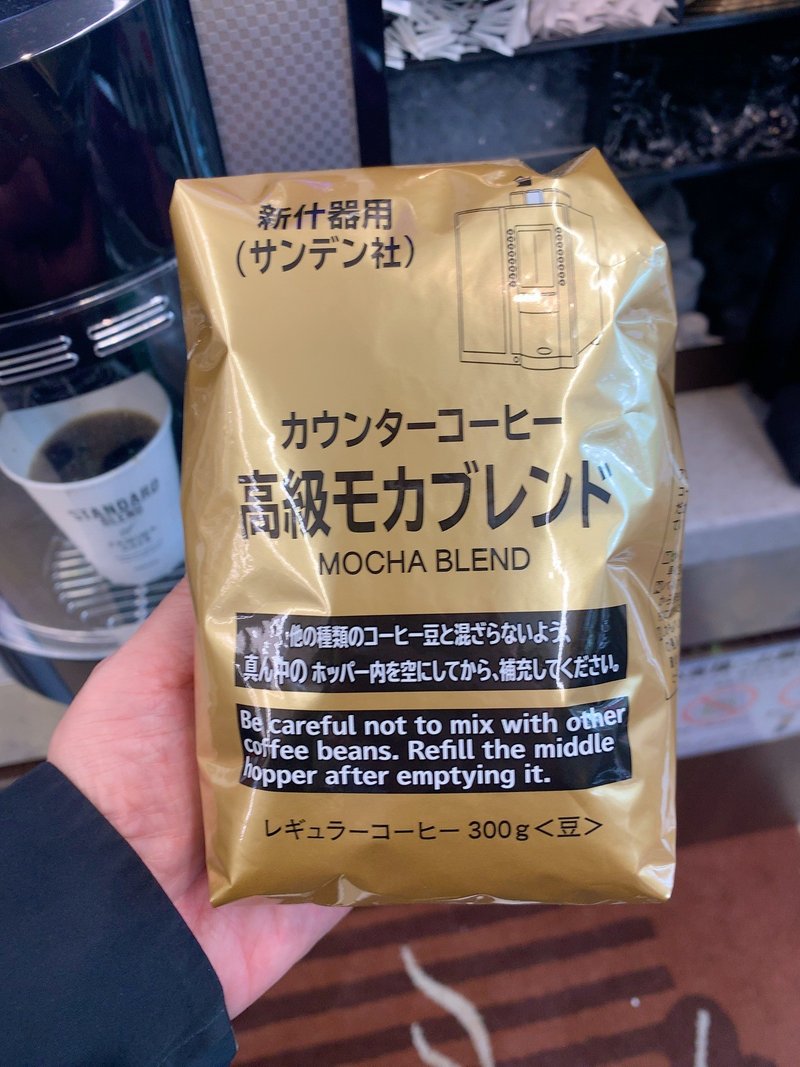 新什器用
(サンデン社)
カウンターコーヒー
高級モカブレンド
MOCHA BLEND
他の種類のコーヒー豆と混ざらないよう、
真ん中の ホッパー内を空にしてから、補充してください。
Be careful not to mix with other
coffee beans. Refill the middle
hopper after emptying it.
レギュラーコーヒー 300g<豆>
STANDARD
BLEND